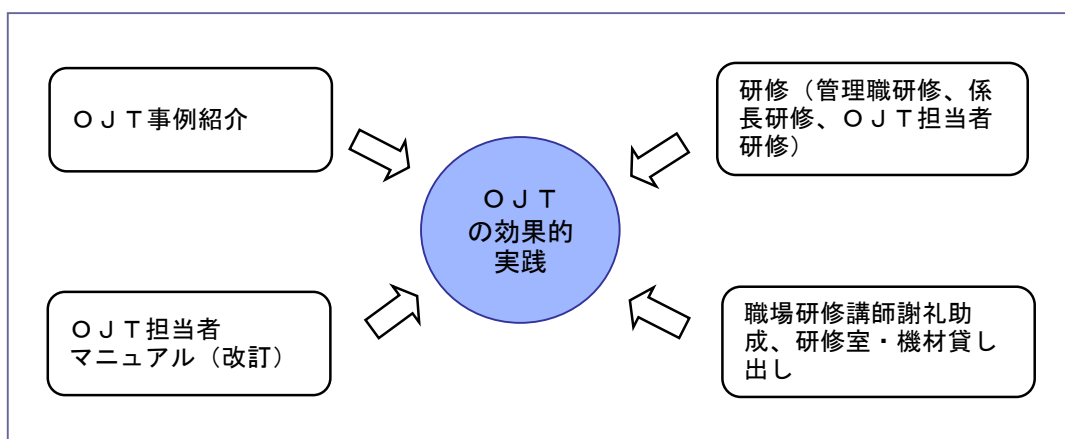 ＯＪＴ事例紹介
研修（管理職研修、係
長研修、ＯＪＴ担当者
研修）
ＯＪＴ
の効果的
実践
ＯＪＴ担当者
マニュアル（改訂）
職場研修講師謝礼助
成、研修室・機材貸し
出し